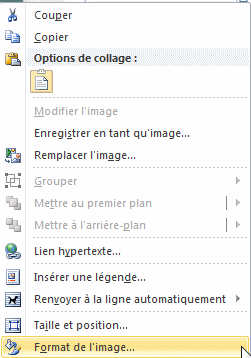 Couper
Copier
Options de collage :
Modifier l'image
Enregistrer en tant qu'image...
Remplacer l'image...
Grouper
Mettre au premier plan
Mettre à l'arrière-plan
Lien hypertexte...
Insérer une légende...
Renvoyer à la ligne automatiquement
Taille et position...
Format de l'image...